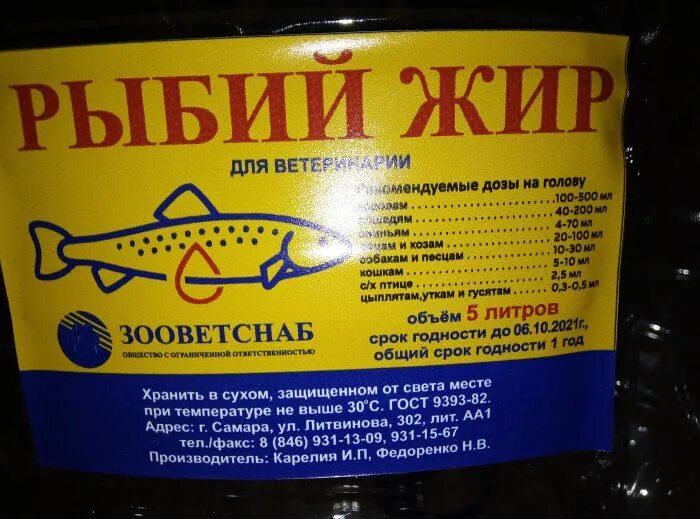 РЫБИЙ ЖИР
ДЛЯ ВЕТЕРИНАРИИ
Рекомендуемые дозы на голову
коровам 100-500 мл
лошадям 40-200 мл
свиньям 4-70 мл
овцам и козам 20-100 мл
собакам и песцам 10-30 мл
кошкам 5-10 мл
с/х птице 2,5 мл
цыплятам,уткам и гусятам 0,3-0,5 мл
объём 5 литров
срок годности до 06.10.2021г.,
общий срок годности 1 год
ЗООВЕТСНАБ
ОБЩЕСТВО С ОГРАНИЧЕННОЙ ОТВЕТСТВЕННОСТЬЮ
Хранить в сухом, защищенном от света месте
при температуре не выше 30°С. ГОСТ 9393-82.
Адрес: г. Самара, ул. Литвинова, 302, лит. АА1
тел./факс: 8 (846) 931-13-09, 931-15-67
Производитель: Карелия И.П, Федоренко Н.В.